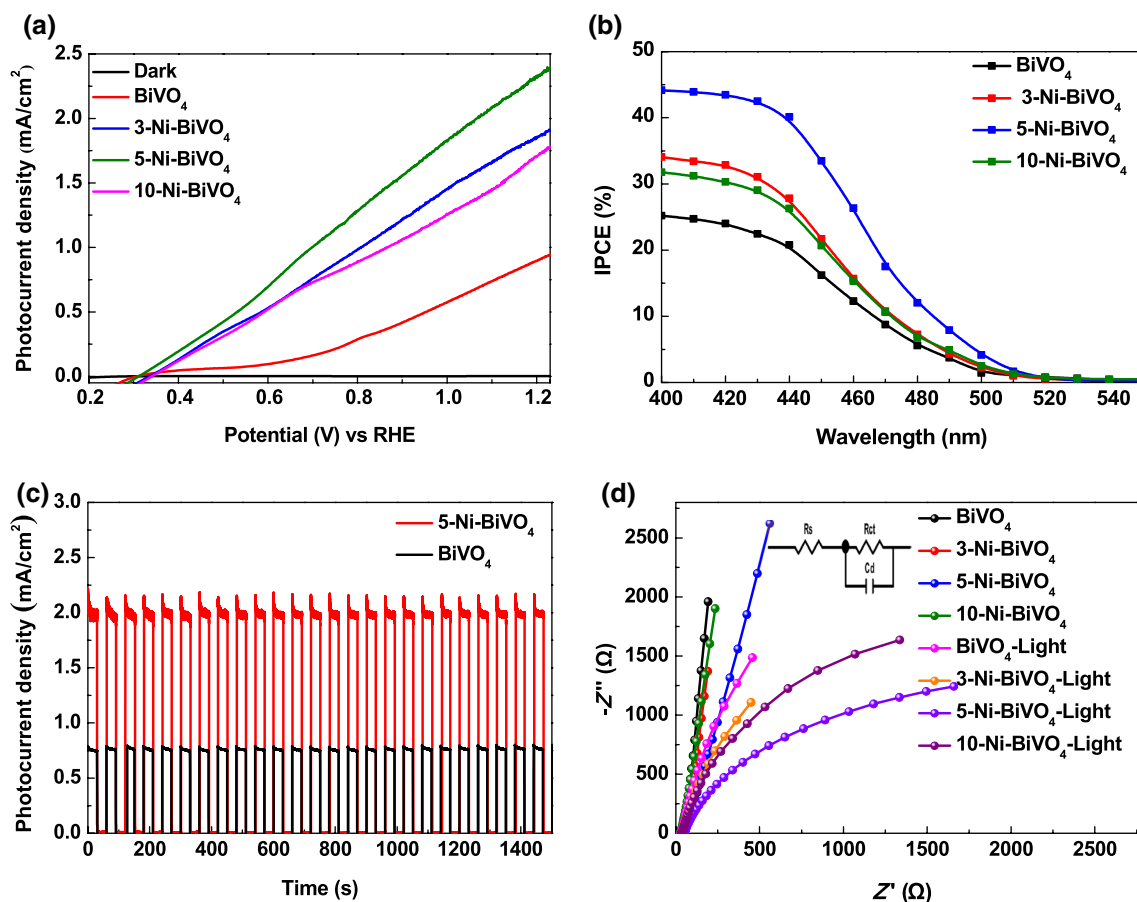 (a)
2.5
2.0
1.5
1.0
0.5
0.0
Photocurrent density (mA/cm²)
Dark
BiVO₄
3-Ni-BiVO₄
5-Ni-BiVO₄
10-Ni-BiVO₄
0.2 0.4 0.6 0.8 1.0 1.2
Potential (V) vs RHE
(b)
50
40
30
20
10
0
IPCE (%)
BiVO₄
3-Ni-BiVO₄
5-Ni-BiVO₄
10-Ni-BiVO₄
400 420 440 460 480 500 520 540
Wavelength (nm)
(c)
3.0
2.5
2.0
1.5
1.0
0.5
0.0
Photocurrent density (mA/cm²)
5-Ni-BiVO₄
BiVO₄
0 200 400 600 800 1000 1200 1400
Time (s)
(d)
2500
2000
1500
1000
500
0
-Z'' (Ω)
Rs
Rct
Cd
BiVO₄
3-Ni-BiVO₄
5-Ni-BiVO₄
10-Ni-BiVO₄
BiVO₄-Light
3-Ni-BiVO₄-Light
5-Ni-BiVO₄-Light
10-Ni-BiVO₄-Light
0 500 1000 1500 2000 2500
Z' (Ω)